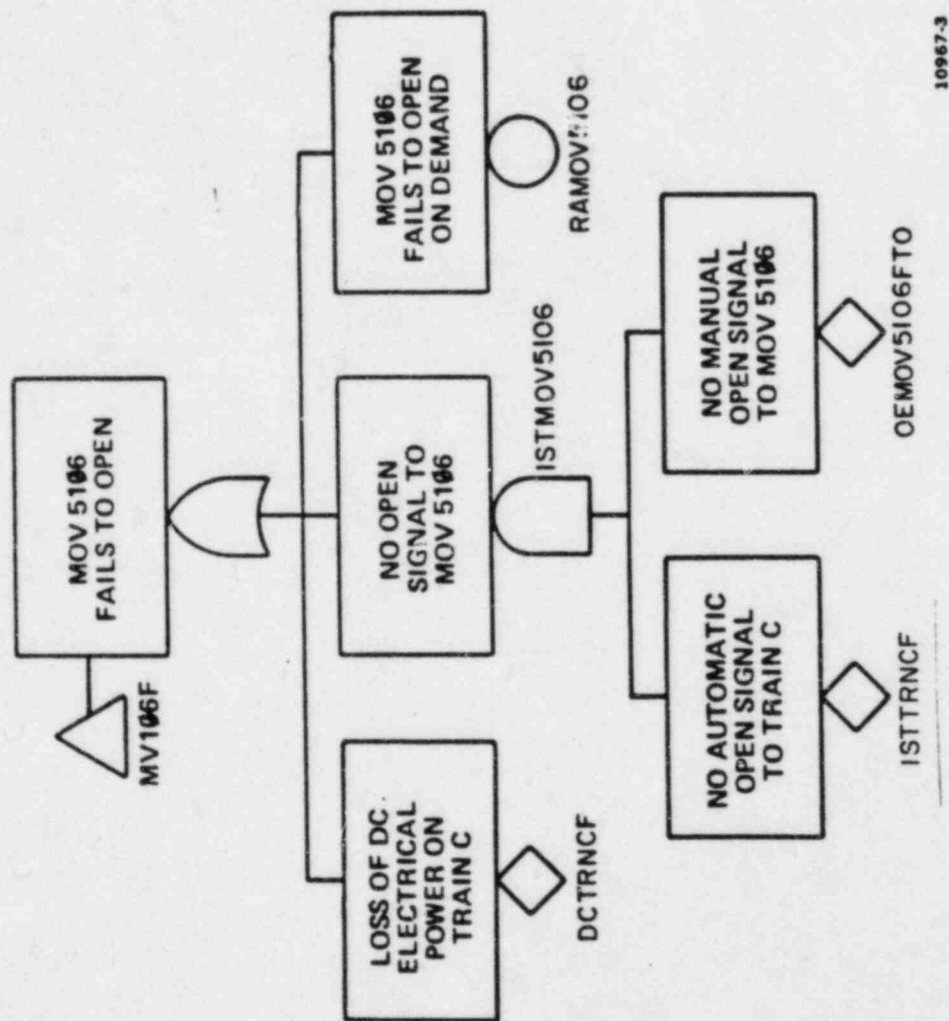 MOV 5106
FAILS TO OPEN
MV106F
LOSS OF DC
ELECTRICAL
POWER ON
TRAIN C
DCTRNCF
NO OPEN
SIGNAL TO
MOV 5106
ISTMOV5106
MOV 5106
FAILS TO OPEN
ON DEMAND
RAMOV5106
NO AUTOMATIC
OPEN SIGNAL
TO TRAIN C
ISTTRNCF
NO MANUAL
OPEN SIGNAL
TO MOV 5106
OEMOV5106FTO
10967-3